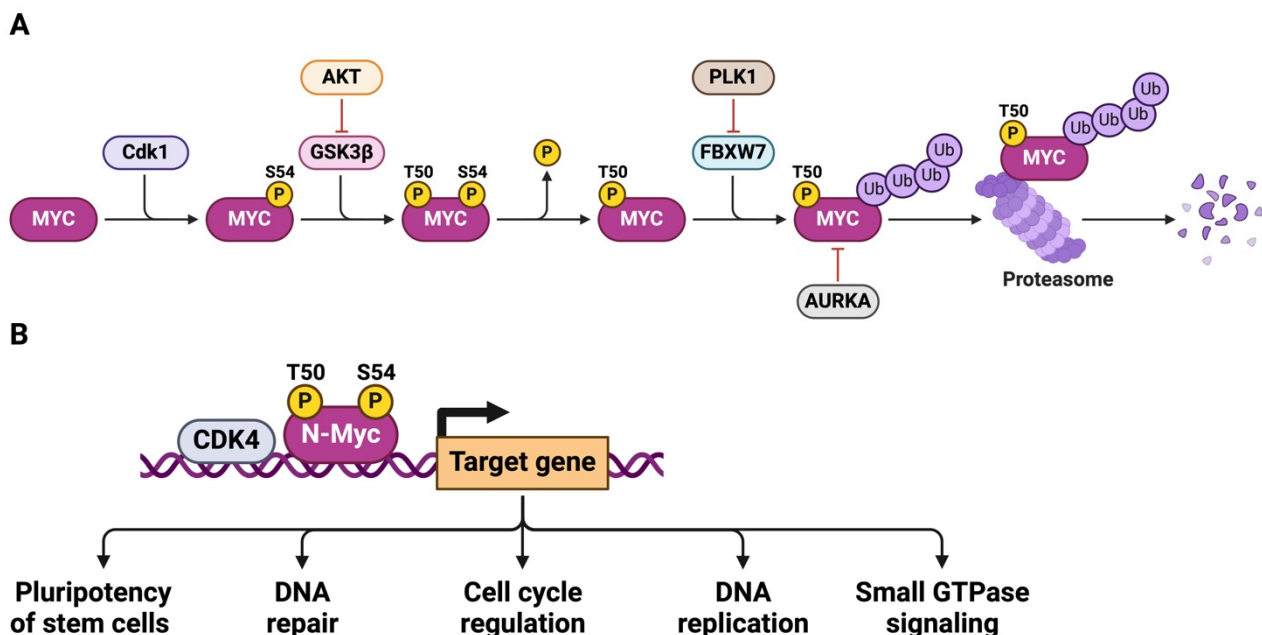 A
AKT
PLK1
Cdk1
GSK3β
FBXW7
MYC
S54
P
MYC
T50
S54
P
P
MYC
P
T50
P
MYC
T50
P
MYC
Ub
Ub
Ub
Ub
AURKA
T50
P
MYC
Ub
Ub
Ub
Ub
Proteasome
B
T50
S54
P
P
CDK4
N-Myc
Target gene
Pluripotency
of stem cells
DNA
repair
Cell cycle
regulation
DNA
replication
Small GTPase
signaling